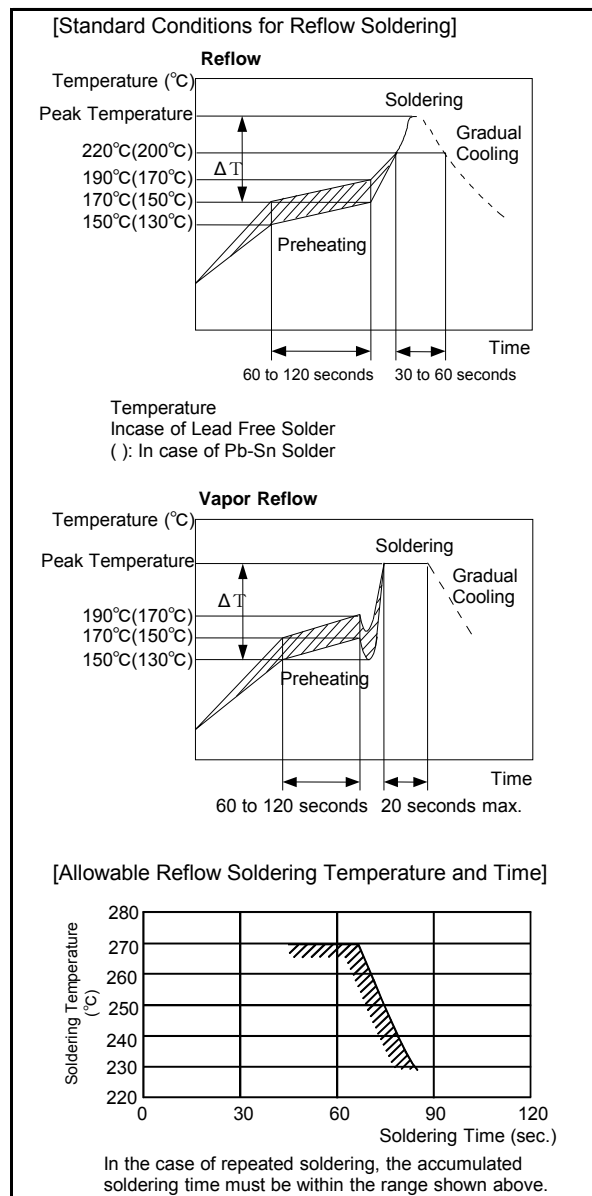 [Standard Conditions for Reflow Soldering]
Reflow
Temperature (°C)
Peak Temperature
Soldering
Gradual
Cooling
220°C(200°C)
ΔT
190°C(170°C)
170°C(150°C)
150°C(130°C)
Preheating
Time
60 to 120 seconds
30 to 60 seconds
Temperature
Incase of Lead Free Solder
( ): In case of Pb-Sn Solder
Vapor Reflow
Temperature (°C)
Soldering
Peak Temperature
Gradual
Cooling
ΔT
190°C(170°C)
170°C(150°C)
150°C(130°C)
Preheating
Time
60 to 120 seconds
20 seconds max.
[Allowable Reflow Soldering Temperature and Time]
Soldering Temperature
(°C)
280
270
260
250
240
230
220
0
30
60
90
120
Soldering Time (sec.)
In the case of repeated soldering, the accumulated
soldering time must be within the range shown above.